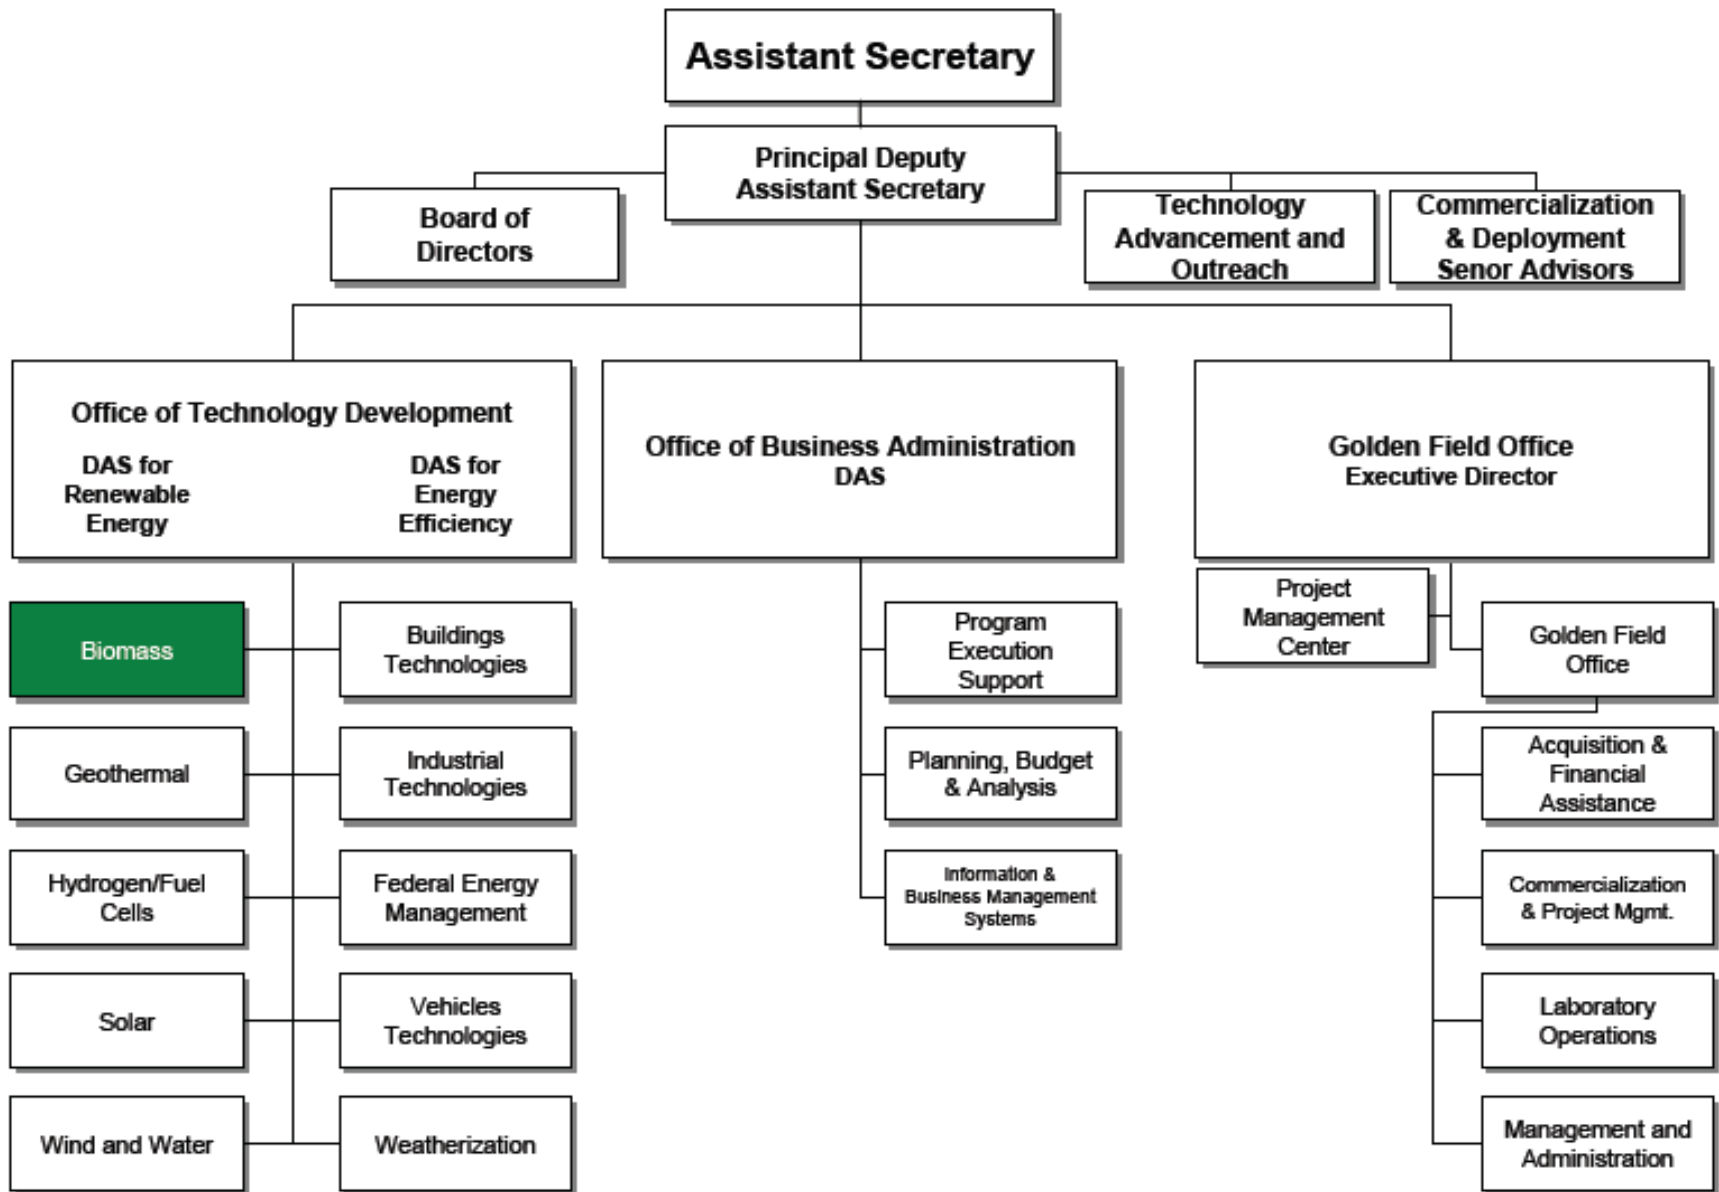 Assistant Secretary
Principal Deputy
Assistant Secretary
Board of
Directors
Technology
Advancement and
Outreach
Commercialization
& Deployment
Senor Advisors
Office of Technology Development
DAS for
Renewable
Energy
DAS for
Energy
Efficiency
Office of Business Administration
DAS
Golden Field Office
Executive Director
Biomass
Geothermal
Hydrogen/Fuel
Cells
Solar
Wind and Water
Buildings
Technologies
Industrial
Technologies
Federal Energy
Management
Vehicles
Technologies
Weatherization
Program
Execution
Support
Planning, Budget
& Analysis
Information &
Business Management
Systems
Project
Management
Center
Golden Field
Office
Acquisition &
Financial
Assistance
Commercialization
& Project Mgmt.
Laboratory
Operations
Management and
Administration